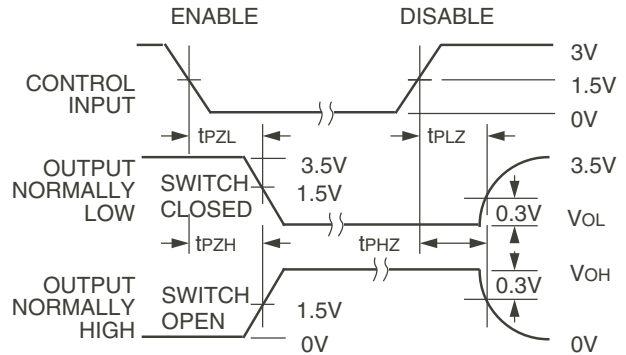 ENABLE
DISABLE
CONTROL
INPUT
3V
1.5V
0V
tPZL
tPLZ
OUTPUT
NORMALLY
LOW
SWITCH
CLOSED
3.5V
1.5V
3.5V
0.3V
VOL
tPZH
tPHZ
OUTPUT
NORMALLY
HIGH
SWITCH
OPEN
1.5V
0V
VOH
0.3V
0V